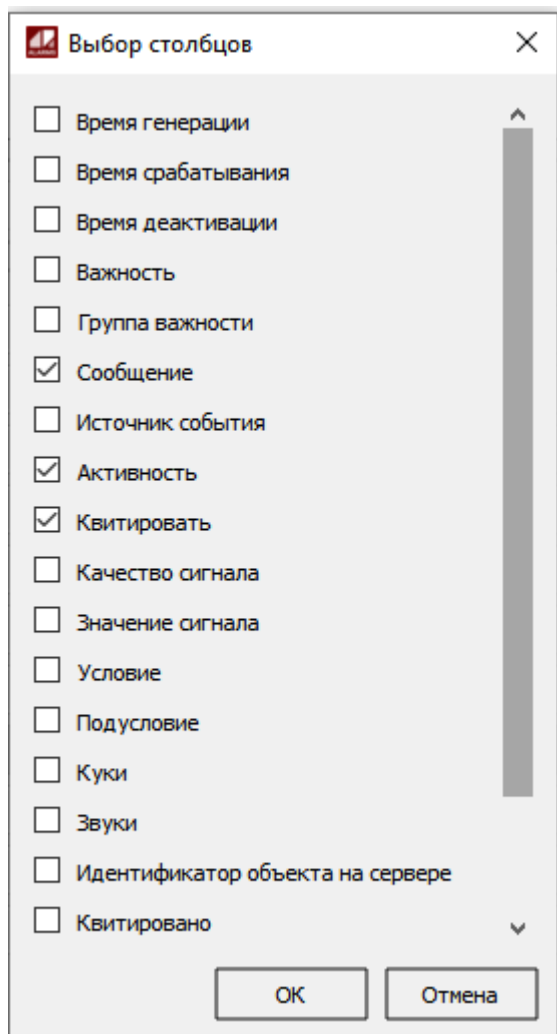 Выбор столбцов
Время генерации
Время срабатывания
Время деактивации
Важность
Группа важности
Сообщение
Источник события
Активность
Квитировать
Качество сигнала
Значение сигнала
Условие
Подусловие
Куки
Звуки
Идентификатор объекта на сервере
Квитировано
ОК
Отмена